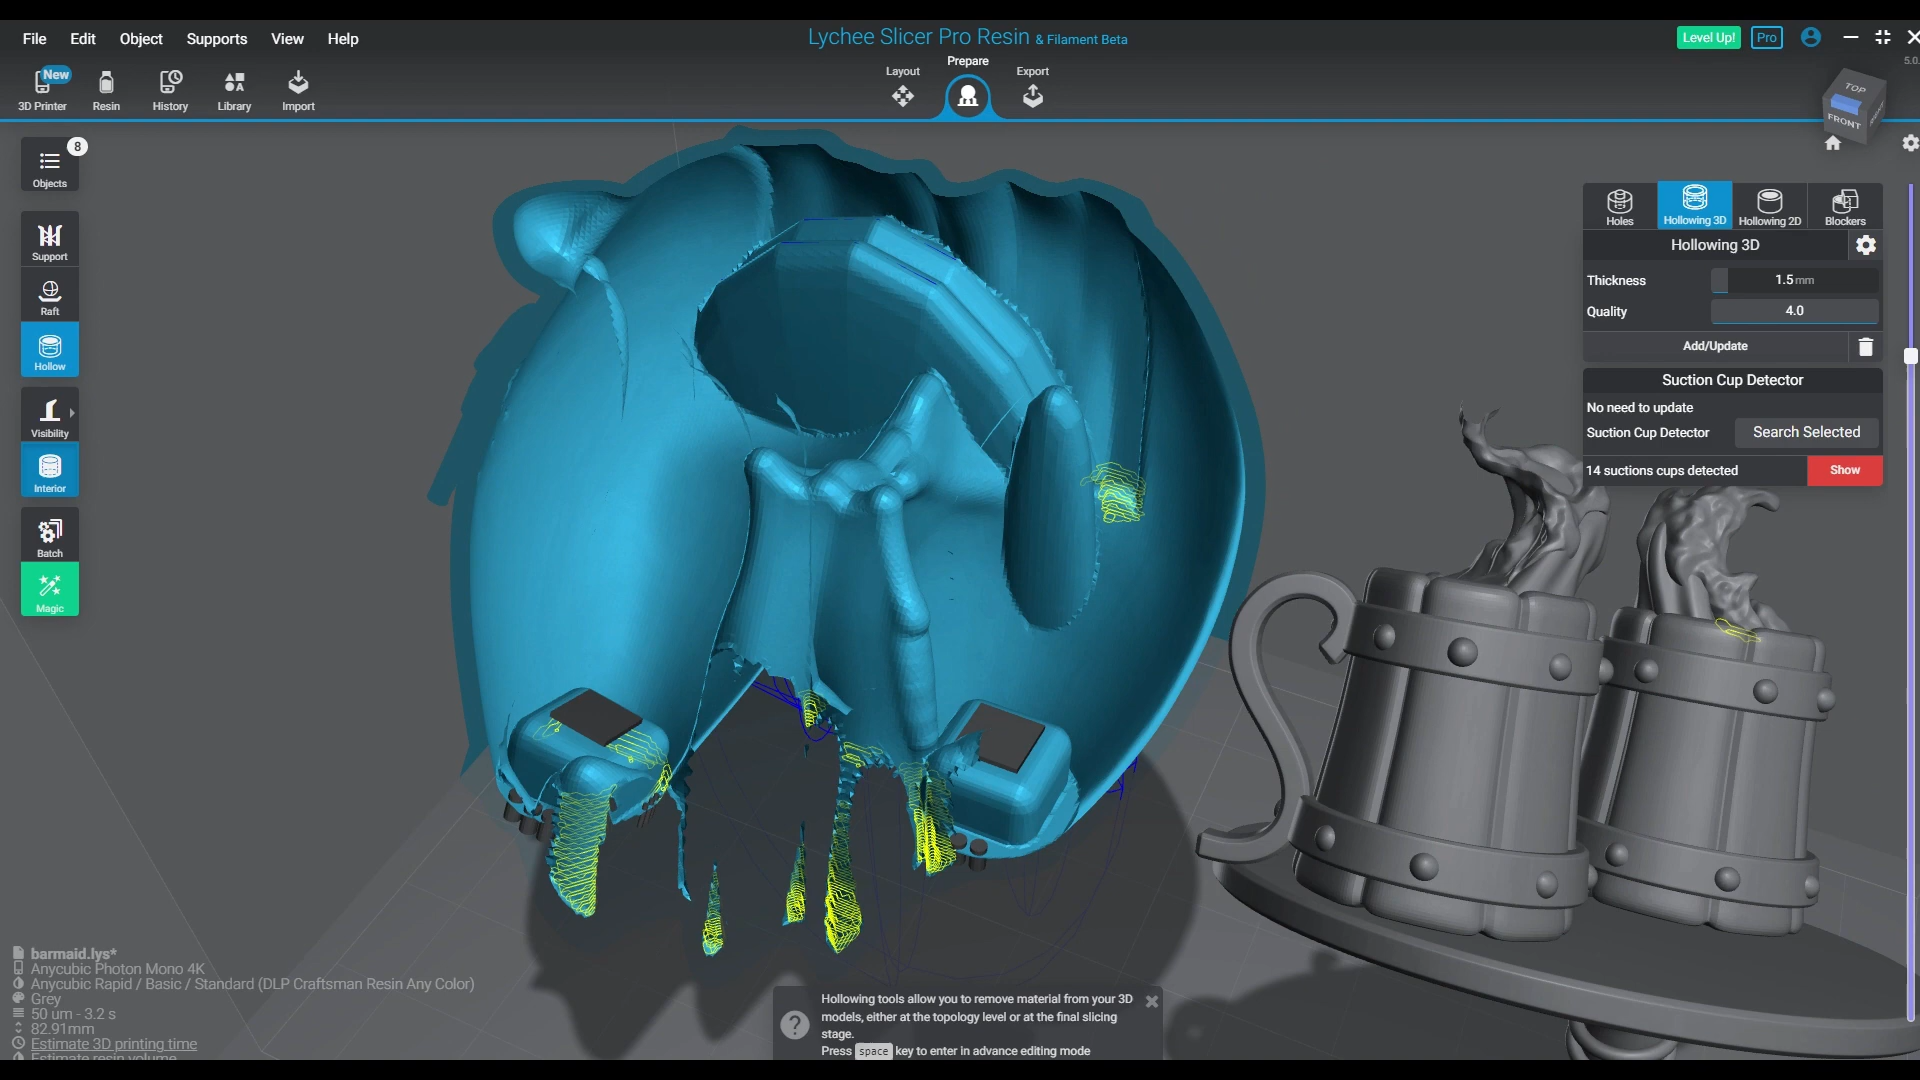 File Edit Object Supports View Help
Lychee Slicer Pro Resin & Filament Beta
Level Up! Pro
5.0.
New
3D Printer Resin History Library Import
Layout Prepare Export
TOP
FRONT
8
Objects
Support
Raft
Hollow
Visibility
Interior
Batch
Magic
Holes Hollowing 3D Hollowing 2D Blockers
Hollowing 3D
Thickness 1.5 mm
Quality 4.0
Add/Update
Suction Cup Detector
No need to update
Suction Cup Detector Search Selected
14 suctions cups detected Show
barmaid.lys*
Anycubic Photon Mono 4K
Anycubic Rapid / Basic / Standard (DLP Craftsman Resin Any Color)
Grey
50 um - 3.2 s
82.91mm
Estimate 3D printing time
Estimate resin volume
Hollowing tools allow you to remove material from your 3D
models, either at the topology level or at the final slicing
stage.
Press space key to enter in advance editing mode